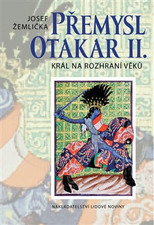 JOSEF
ŽEMLIČKA
PŘEMYSL
OTAKAR II.
KRÁL NA ROZHRANÍ VĚKŮ
NAKLADATELSTVÍ LIDOVÉ NOVINY